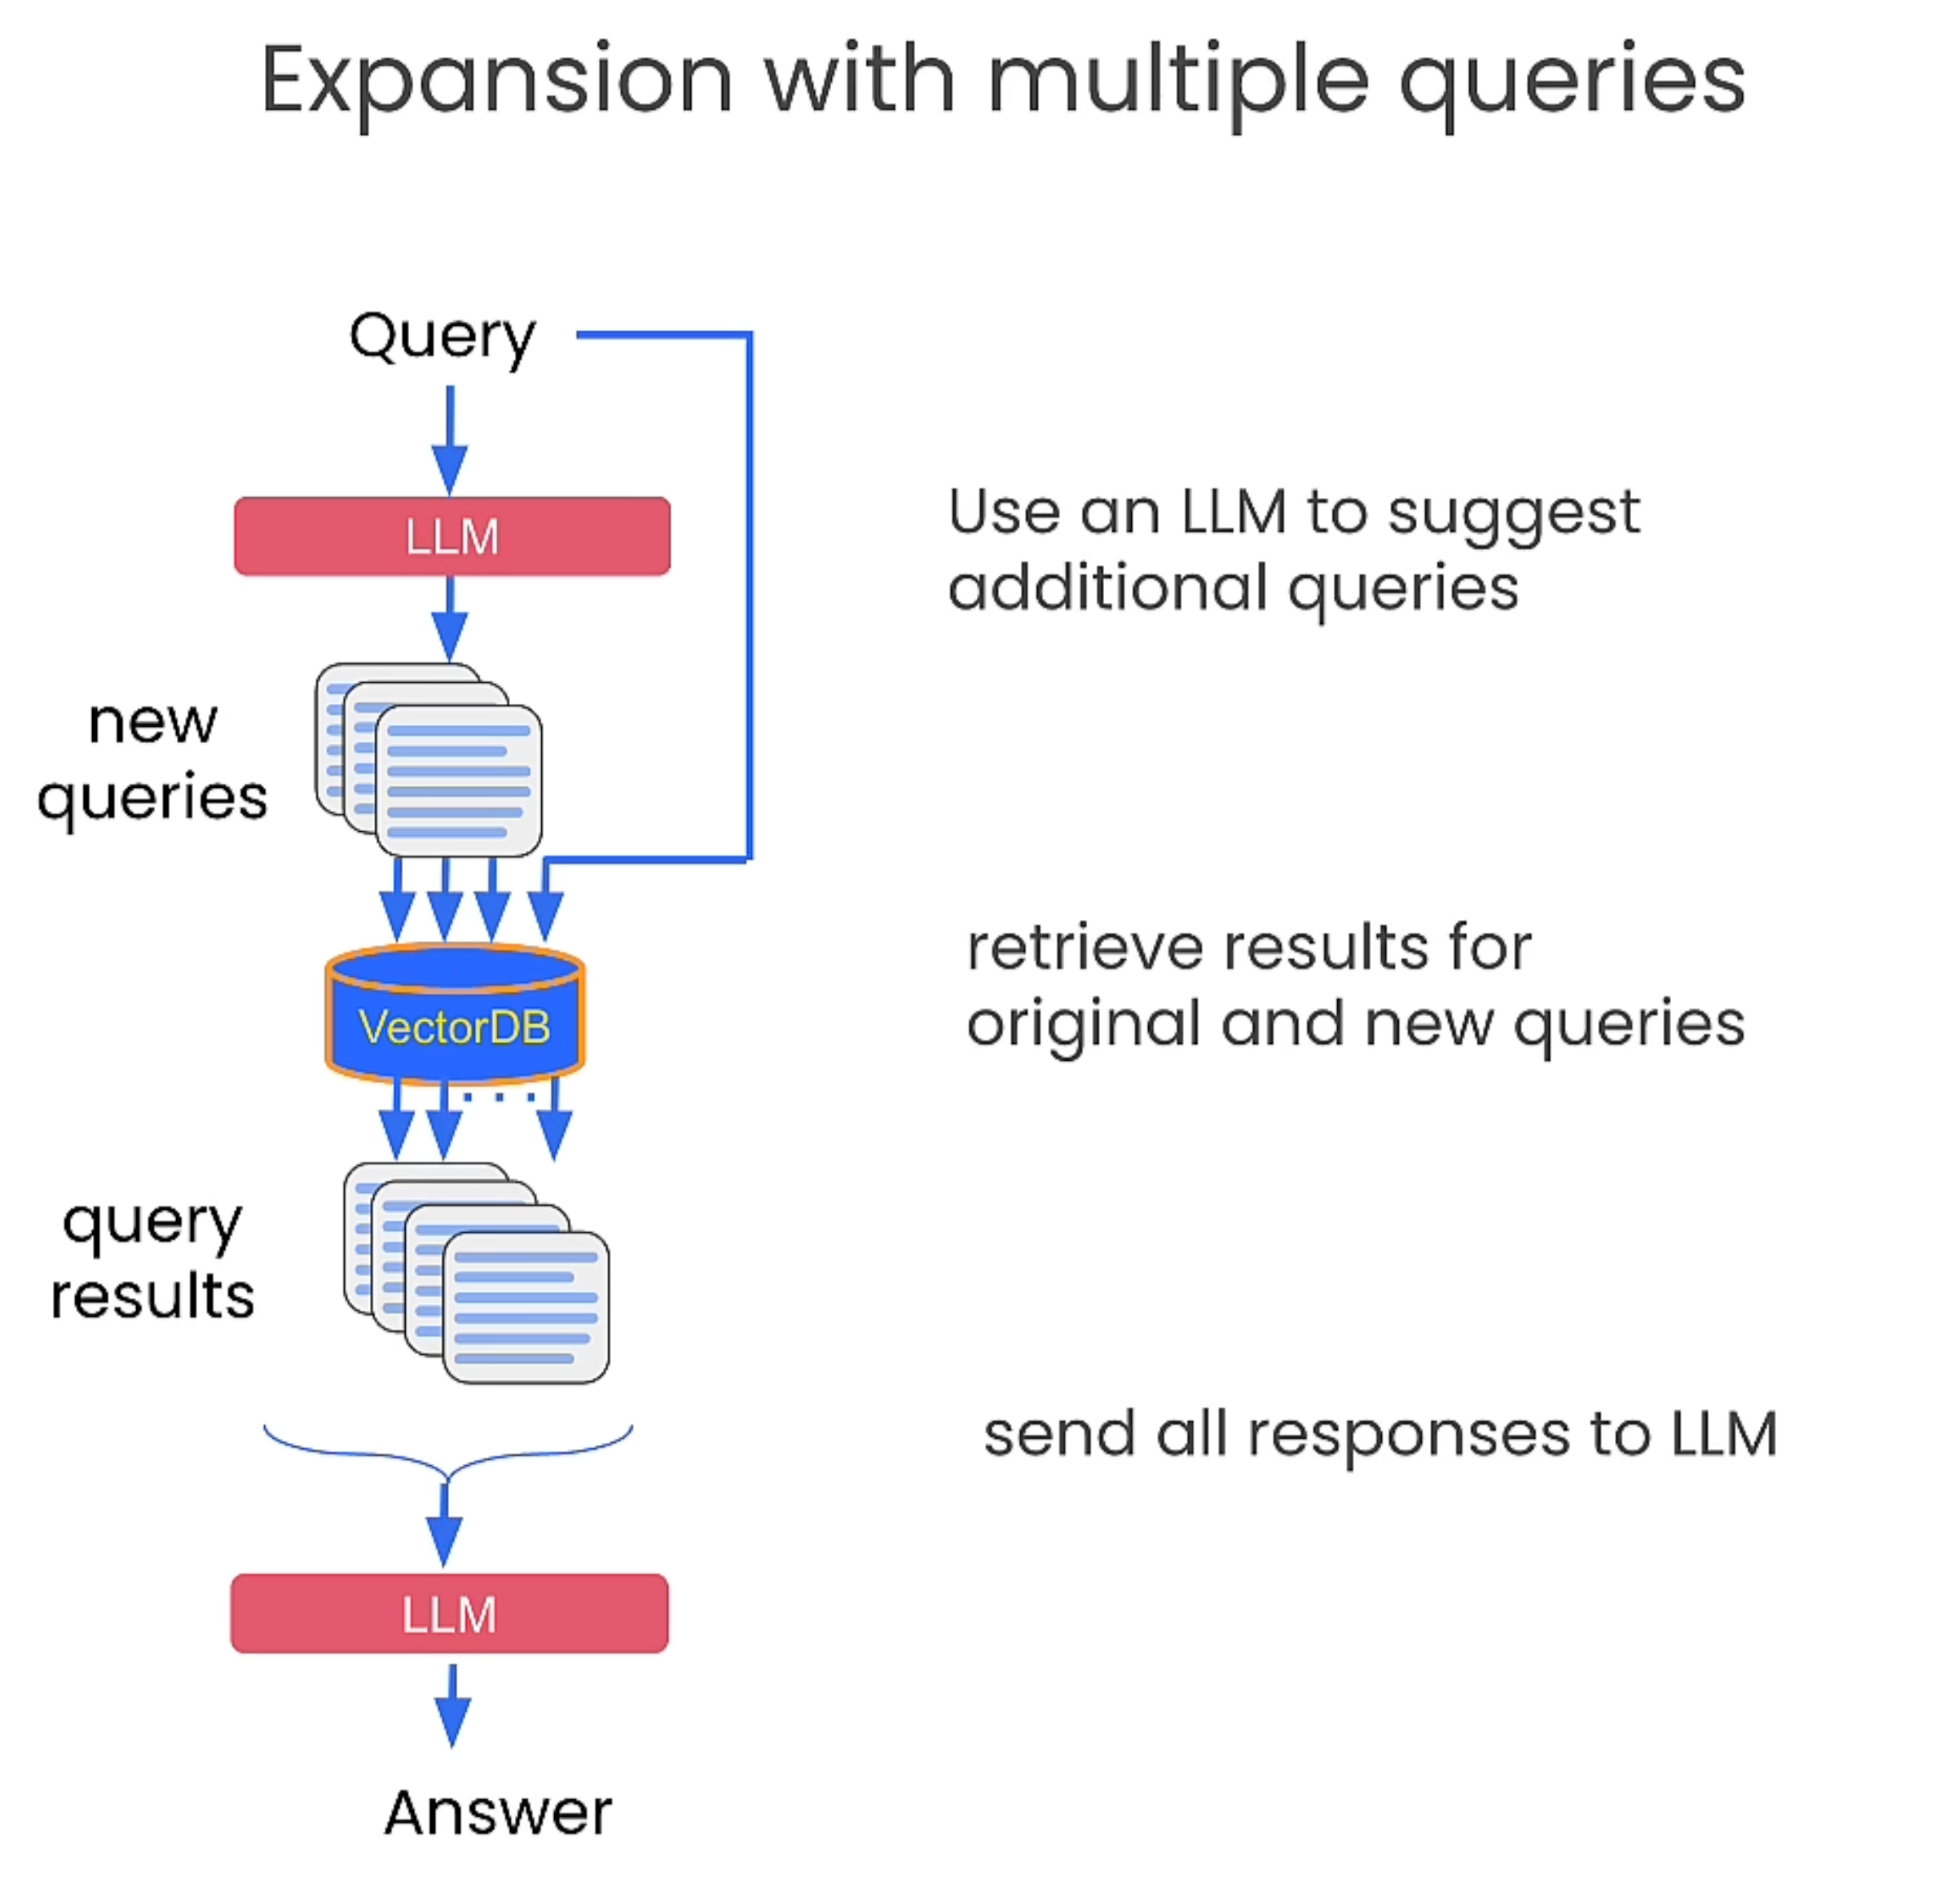 Expansion with multiple queries
Query
LLM
Use an LLM to suggest
additional queries
new
queries
VectorDB
retrieve results for
original and new queries
query
results
send all responses to LLM
LLM
Answer